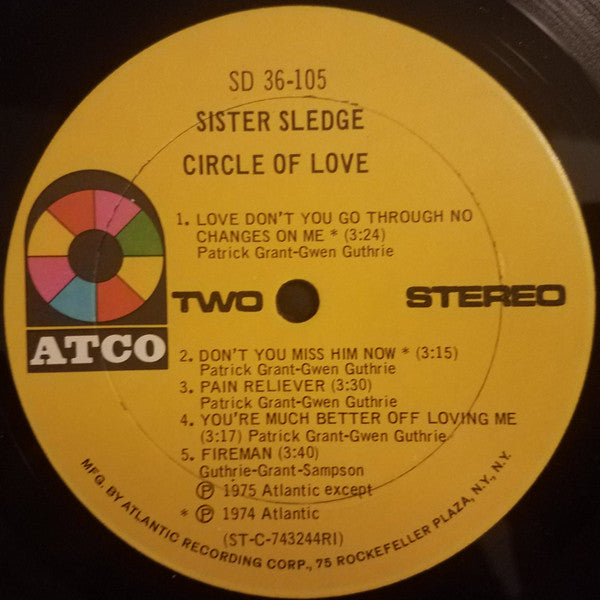 SD 36-105
SISTER SLEDGE
CIRCLE OF LOVE
1. LOVE DON'T YOU GO THROUGH NO
CHANGES ON ME * (3:24)
Patrick Grant-Gwen Guthrie
TWO STEREO
ATCO
2. DON'T YOU MISS HIM NOW * (3:15)
Patrick Grant-Gwen Guthrie
3. PAIN RELIEVER (3:30)
Patrick Grant-Gwen Guthrie
4. YOU'RE MUCH BETTER OFF LOVING ME
(3:17) Patrick Grant-Gwen Guthrie
5. FIREMAN (3:40)
Guthrie-Grant-Sampson
Ⓟ 1975 Atlantic except
* Ⓟ 1974 Atlantic
(ST-C-743244RI)
MFG. BY ATLANTIC RECORDING CORP., 75 ROCKEFELLER PLAZA, N.Y., N.Y.